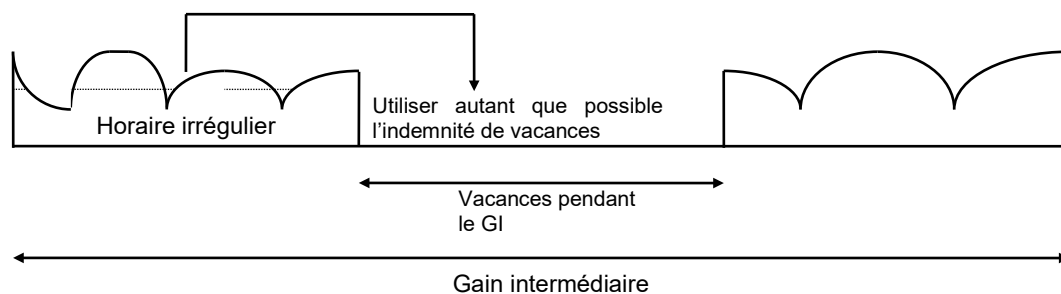 Utiliser autant que possible
l'indemnité de vacances
Horaire irrégulier
Vacances pendant
le GI
Gain intermédiaire